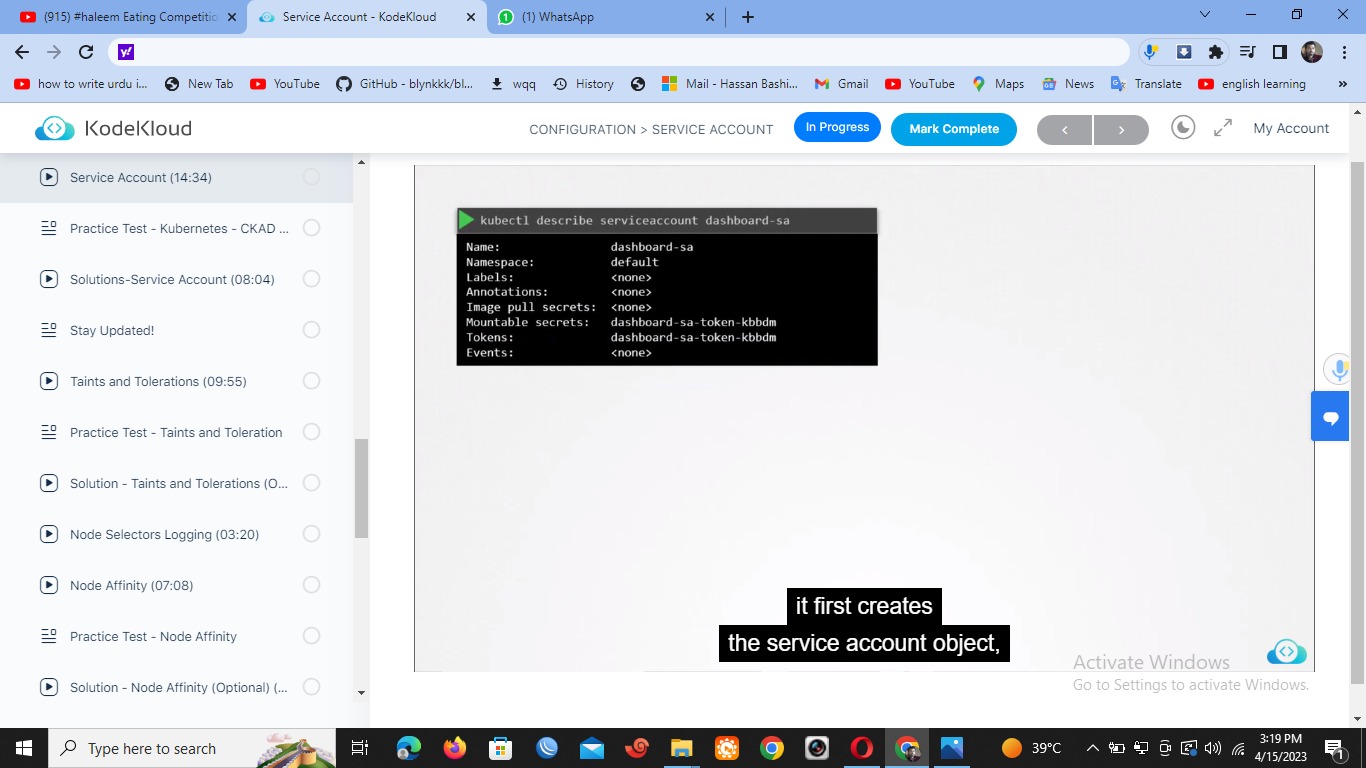 (915) #haleem Eating Competitic
Service Account - KodeKloud
(1) WhatsApp
how to write urdu i...
New Tab
YouTube
GitHub - blynkkk/bl...
wqq
History
Mail - Hassan Bashi...
Gmail
YouTube
Maps
News
Translate
english learning
»
KodeKloud
CONFIGURATION > SERVICE ACCOUNT
In Progress
Mark Complete
<
>
My Account
Service Account (14:34)
Practice Test - Kubernetes - CKAD ...
Solutions-Service Account (08:04)
Stay Updated!
Taints and Tolerations (09:55)
Practice Test - Taints and Toleration
Solution - Taints and Tolerations (O...
Node Selectors Logging (03:20)
Node Affinity (07:08)
Practice Test - Node Affinity
Solution - Node Affinity (Optional) (...
kubectl describe serviceaccount dashboard-sa
Name: dashboard-sa
Namespace: default
Labels: <none>
Annotations: <none>
Image pull secrets: <none>
Mountable secrets: dashboard-sa-token-kbbdm
Tokens: dashboard-sa-token-kbbdm
Events: <none>
it first creates
the service account object,
Activate Windows
Go to Settings to activate Windows.
Type here to search
39°C
3:19 PM
4/15/2023
1